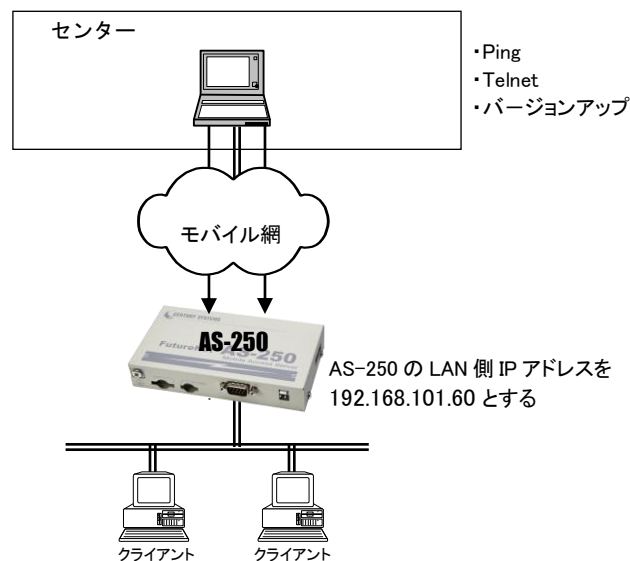 センター
・Ping
・Telnet
・バージョンアップ
モバイル網
CENTURY SYSTEMS
AS-250
AS-250
AS-250 の LAN 側 IP アドレスを
192.168.101.60 とする
クライアント
クライアント